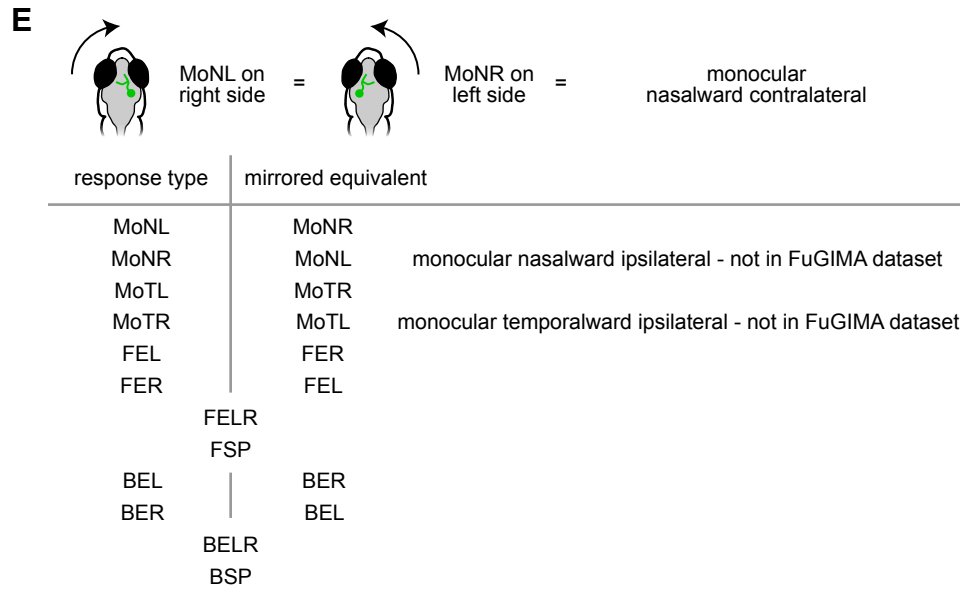 E
MoNL on right side = MoNR on left side = monocular nasalward contralateral
response type mirrored equivalent
MoNL MoNR
MoNR MoNL monocular nasalward ipsilateral - not in FuGIMA dataset
MoTL MoTR
MoTR MoTL monocular temporalward ipsilateral - not in FuGIMA dataset
FEL FER
FER FEL
FELR
FSP
BEL BER
BER BEL
BELR
BSP